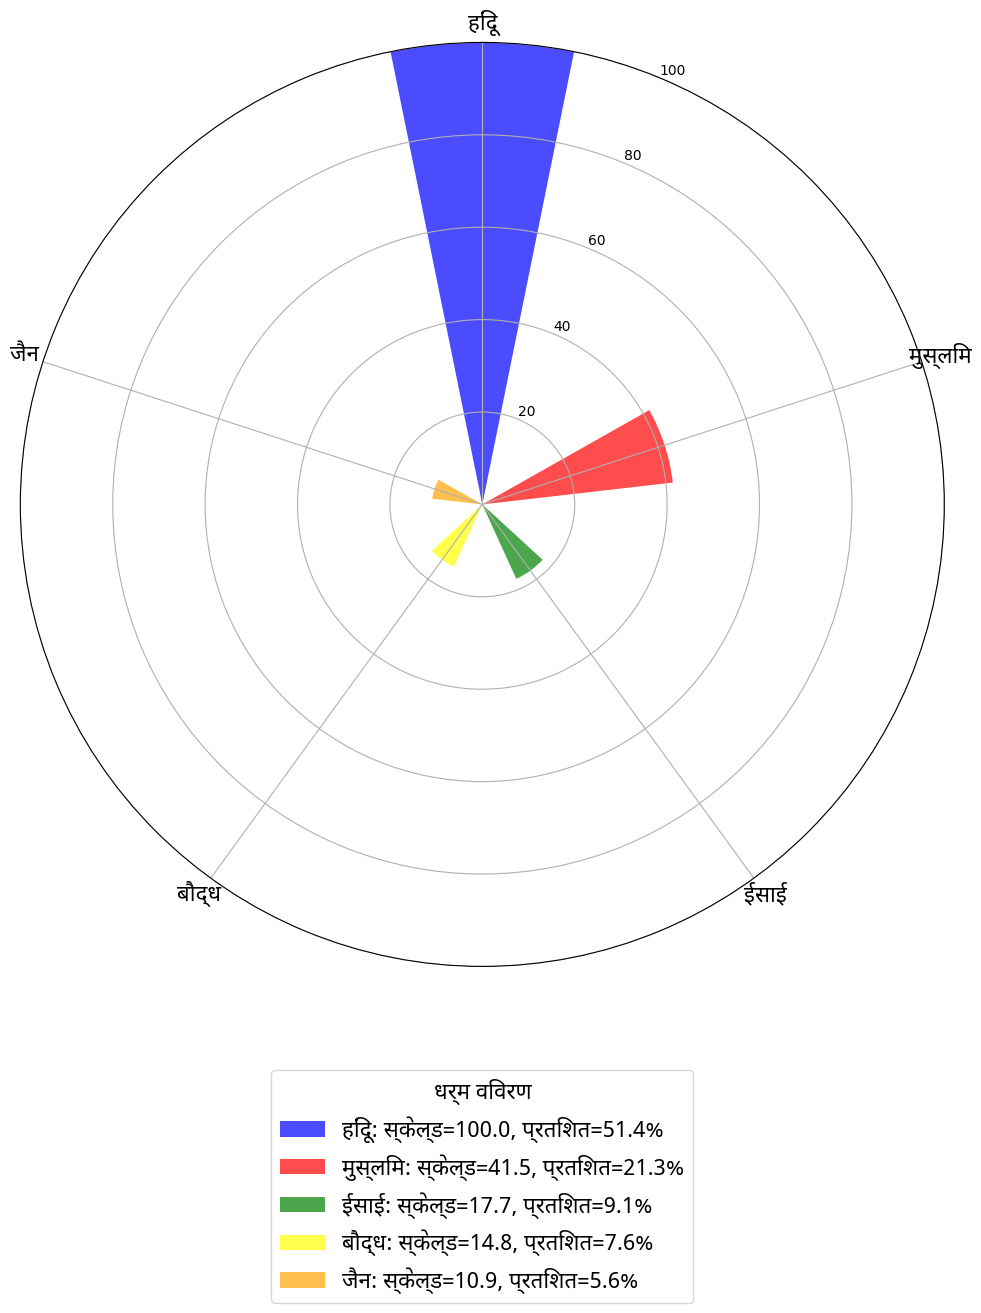 हिंदू
100
80
60
40
20
जैन
मुस्लिम
बौद्ध
ईसाई
धर्म विवरण
हिंदू: स्केल्ड=100.0, प्रतिशत=51.4%
मुस्लिम: स्केल्ड=41.5, प्रतिशत=21.3%
ईसाई: स्केल्ड=17.7, प्रतिशत=9.1%
बौद्ध: स्केल्ड=14.8, प्रतिशत=7.6%
जैन: स्केल्ड=10.9, प्रतिशत=5.6%